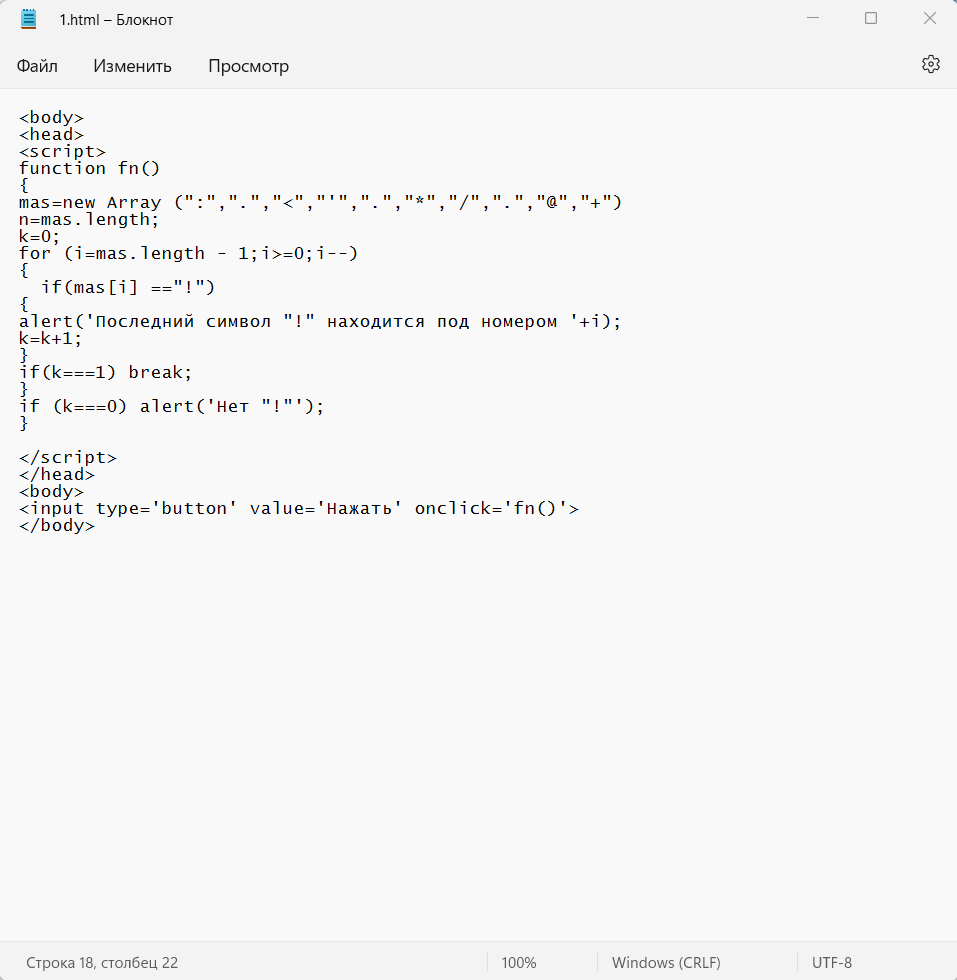 1.html – Блокнот
Файл Изменить Просмотр
<body>
<head>
<script>
function fn()
{
mas=new Array (":",".","<","'",".","*","/",".","@","+")
n=mas.length;
k=0;
for (i=mas.length - 1;i>=0;i--)
{
  if(mas[i] =="!")
{
alert('Последний символ "!" находится под номером '+i);
k=k+1;
}
if(k===1) break;
}
if (k===0) alert('Нет "!"');
}

</script>
</head>
<body>
<input type='button' value='Нажать' onclick='fn()'>
</body>
Строка 18, столбец 22 100% Windows (CRLF) UTF-8